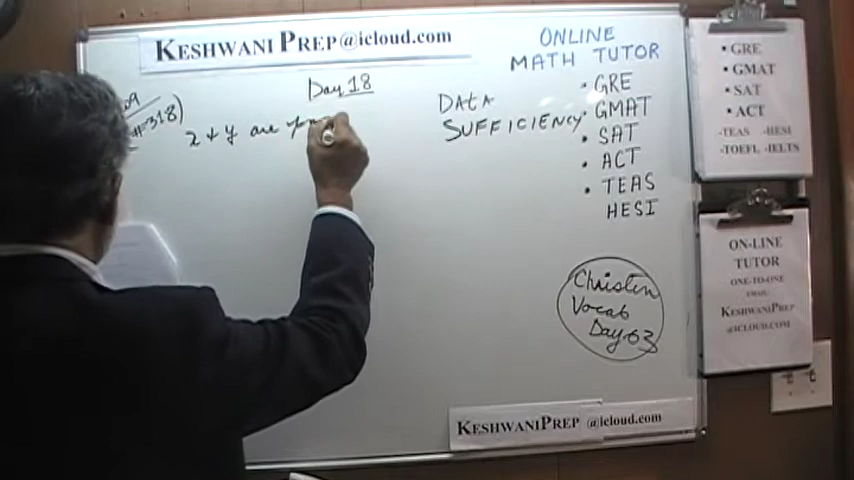 KESHWANI PREP@icloud.com
Day 18
#318)
x + y are
DATA
SUFFICIENCY
ONLINE
MATH TUTOR
• GRE
• GMAT
• SAT
• ACT
• TEAS
HESI
Christen
Vocab
Day 63
KESHWANIPREP @icloud.com
• GRE
• GMAT
• SAT
• ACT
-TEAS -HESI
-TOEFL -IELTS
ON-LINE
TUTOR
ONE-TO-ONE
EMAIL
KESHWANIPREP
@ICLOUD.COM